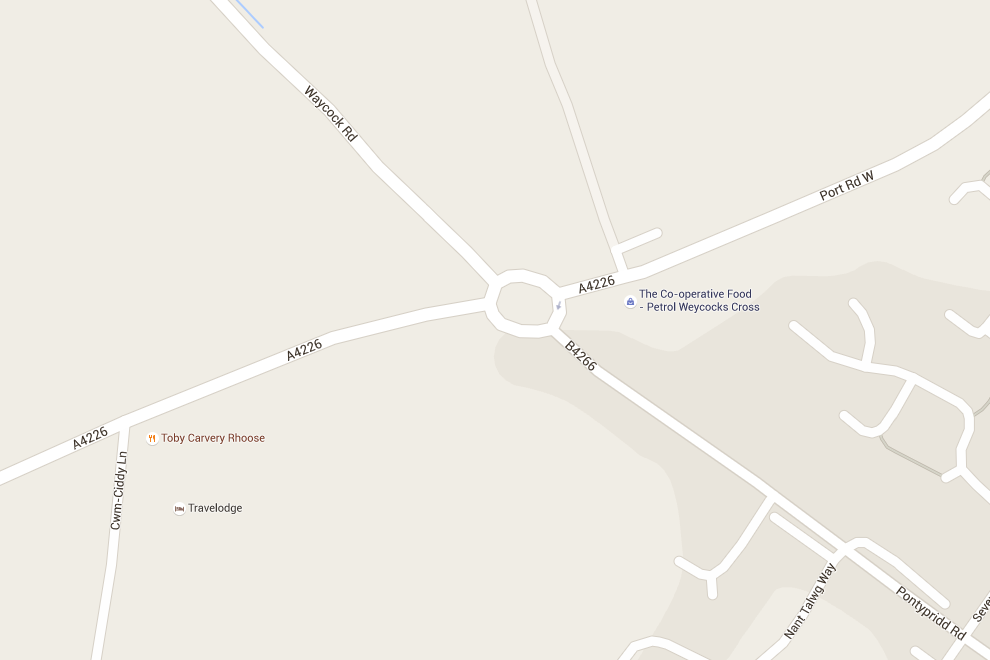 Waycock Rd
Port Rd W
A4226
The Co-operative Food
- Petrol Weycocks Cross
A4226
B4266
A4226
Toby Carvery Rhoose
Cwm-Ciddy Ln
Travelodge
Nant Talwg Way
Pontypridd Rd
Seve